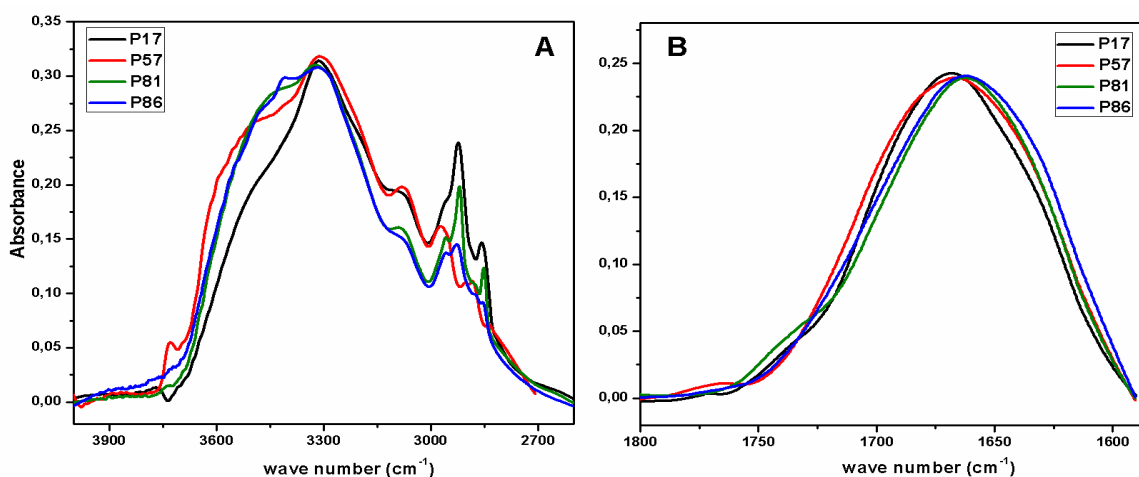 0,35
0,30
0,25
0,20
0,15
0,10
0,05
0,00
Absorbance
P17
P57
P81
P86
A
3900 3600 3300 3000 2700
wave number (cm⁻¹)
0,25
0,20
0,15
0,10
0,05
0,00
B
P17
P57
P81
P86
1800 1750 1700 1650 1600
wave number (cm⁻¹)